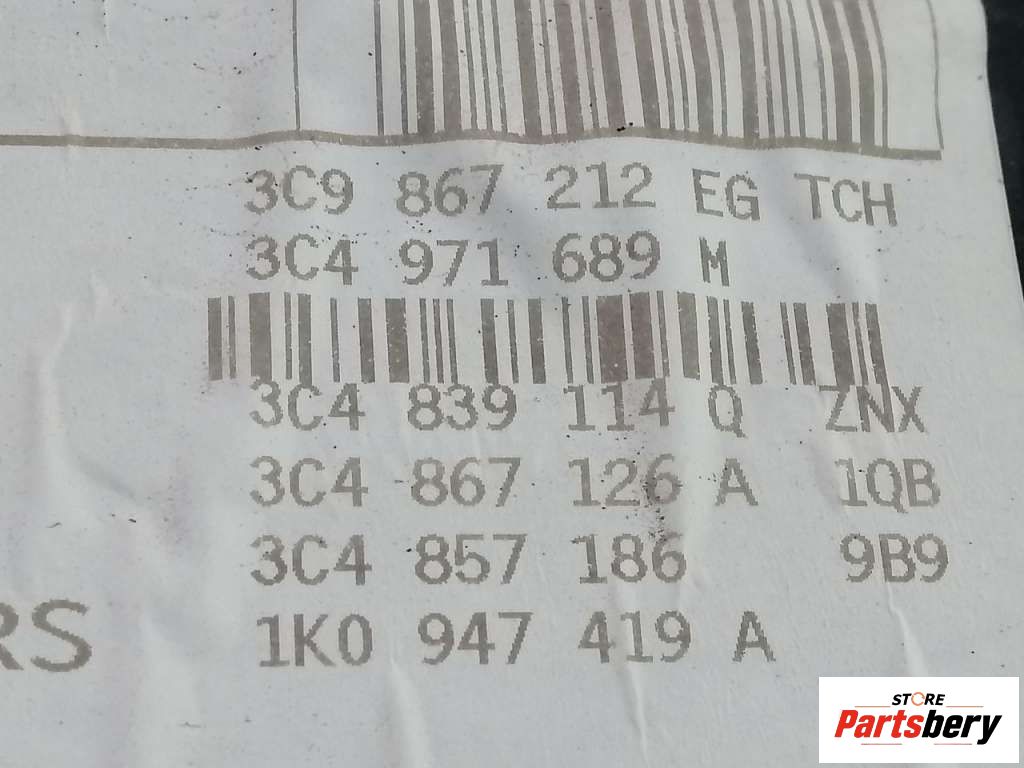 3C9 867 212 EG TCH
3C4 971 689 M
3C4 839 114 Q ZNX
3C4 867 126 A 1QB
3C4 857 186 9B9
RS
1K0 947 419 A
STORE
Partsbery